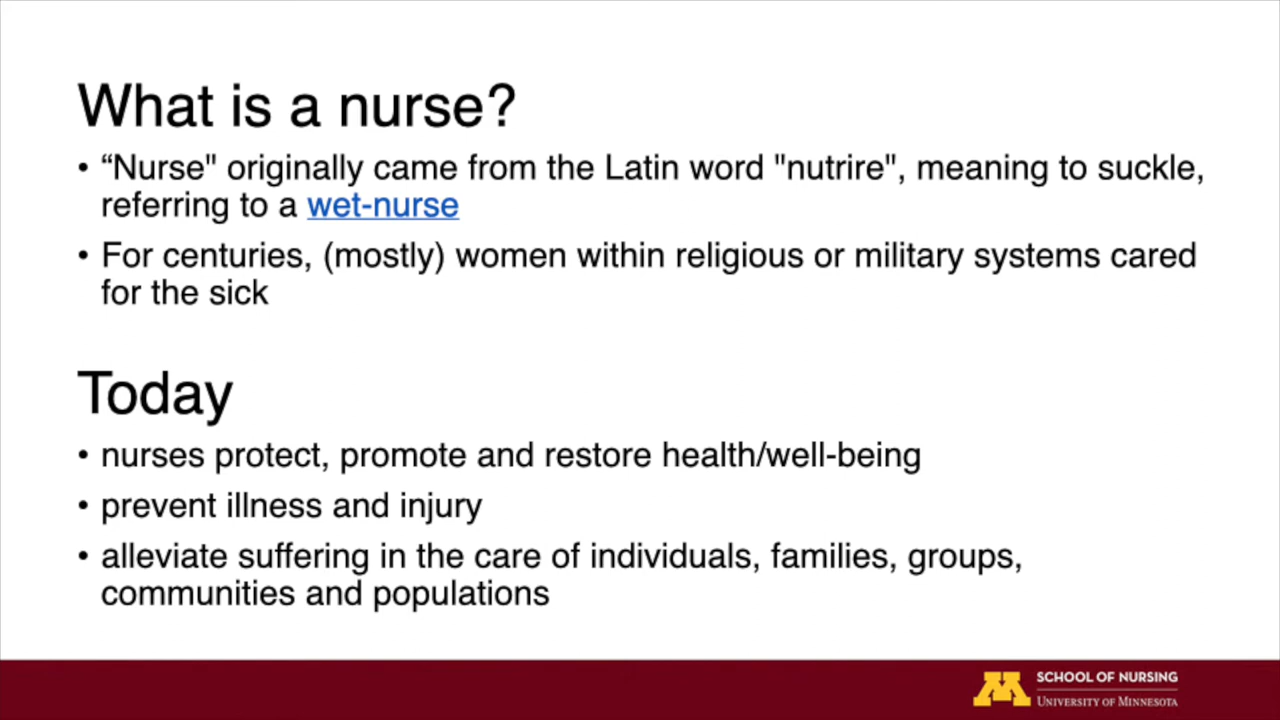 What is a nurse?
• “Nurse" originally came from the Latin word "nutrire", meaning to suckle,
referring to a wet-nurse
• For centuries, (mostly) women within religious or military systems cared
for the sick
Today
• nurses protect, promote and restore health/well-being
• prevent illness and injury
• alleviate suffering in the care of individuals, families, groups,
communities and populations
M
SCHOOL OF NURSING
UNIVERSITY OF MINNESOTA